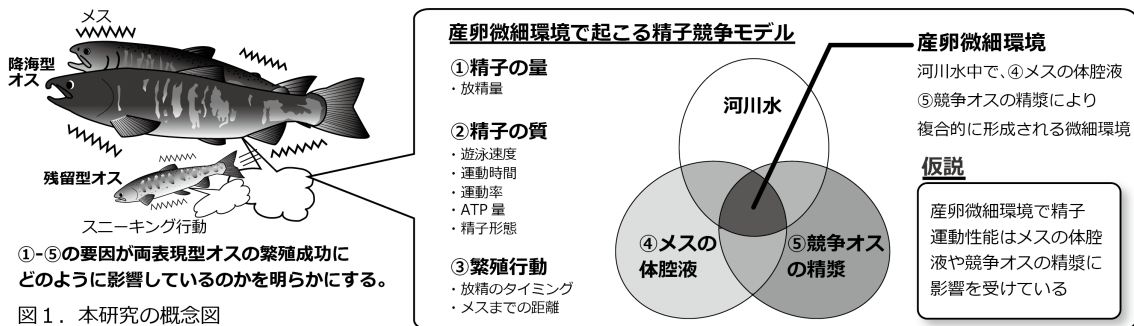 メス
降海型
オス
残留型オス
スニーキング行動
①-⑤の要因が両表現型オスの繁殖成功に
どのように影響しているのかを明らかにする。
図１．本研究の概念図
産卵微細環境で起こる精子競争モデル
①精子の量
・放精量
②精子の質
・遊泳速度
・運動時間
・運動率
・ATP 量
・精子形態
③繁殖行動
・放精のタイミング
・メスまでの距離
河川水
④メスの
体腔液
⑤競争オス
の精漿
産卵微細環境
河川水中で、④メスの体腔液
⑤競争オスの精漿により
複合的に形成される微細環境
仮説
産卵微細環境で精子
運動性能はメスの体腔
液や競争オスの精漿に
影響を受けている